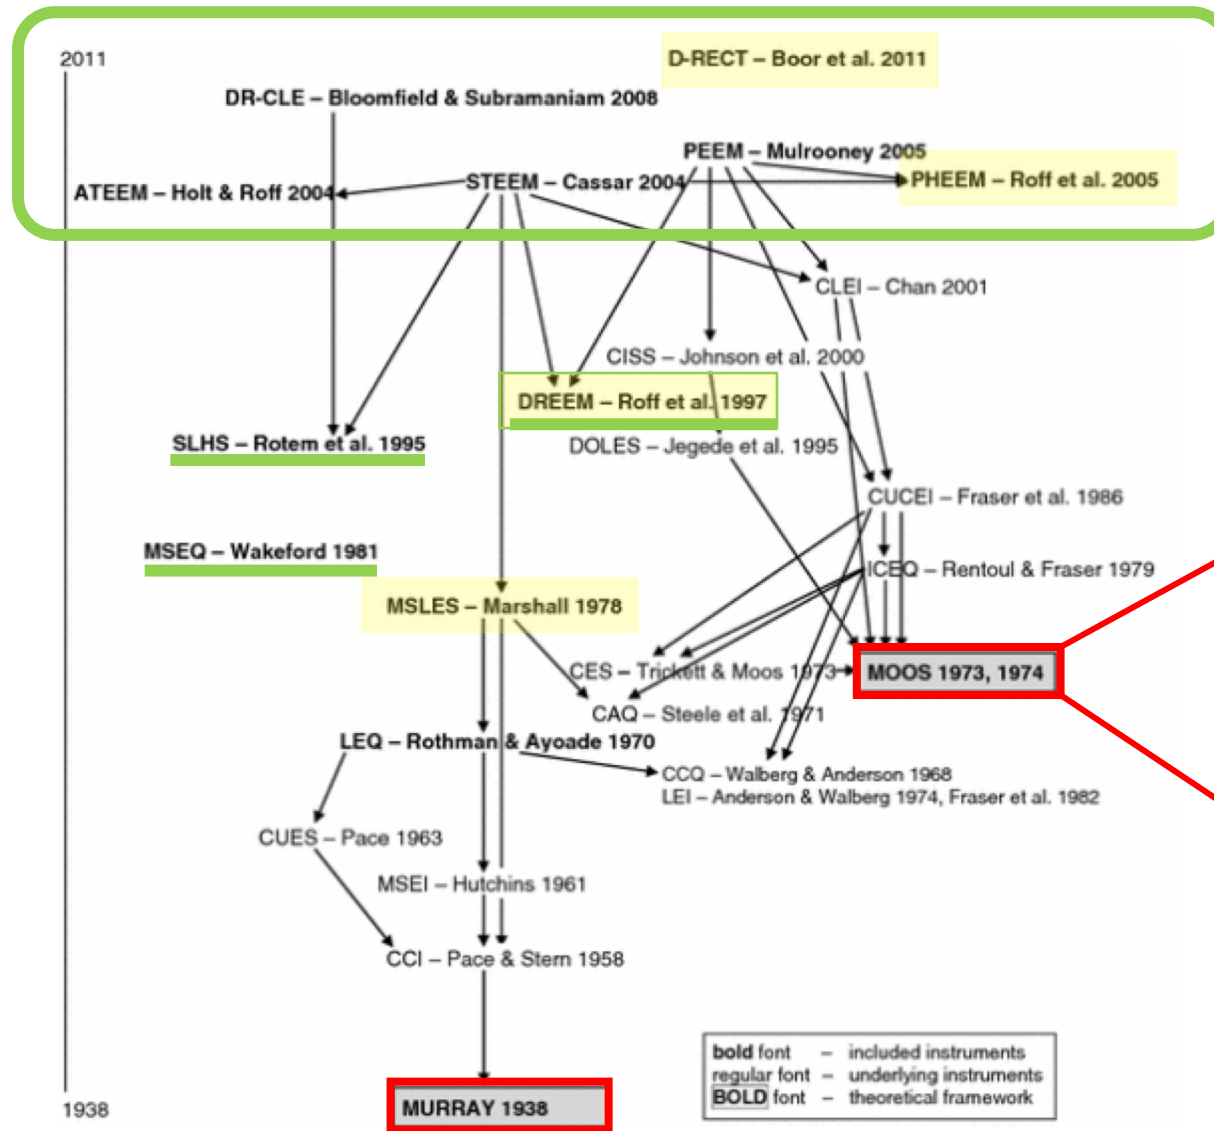 2011
D-RECT – Boor et al. 2011
DR-CLE – Bloomfield & Subramaniam 2008
PEEM – Mulrooney 2005
ATEEM – Holt & Roff 2004
STEEM – Cassar 2004
PHEEM – Roff et al. 2005
CLEI – Chan 2001
CISS – Johnson et al. 2000
DREEM – Roff et al. 1997
SLHS – Rotem et al. 1995
DOLES – Jegede et al. 1995
CUCEI – Fraser et al. 1986
MSEQ – Wakeford 1981
ICEQ – Rentoul & Fraser 1979
MSLES – Marshall 1978
CES – Trickett & Moos 1973
MOOS 1973, 1974
CAQ – Steele et al. 1971
LEQ – Rothman & Ayoade 1970
CCQ – Walberg & Anderson 1968
LEI – Anderson & Walberg 1974, Fraser et al. 1982
CUES – Pace 1963
MSEI – Hutchins 1961
CCI – Pace & Stern 1958
bold font – included instruments
regular font – underlying instruments
BOLD font – theoretical framework
1938
MURRAY 1938